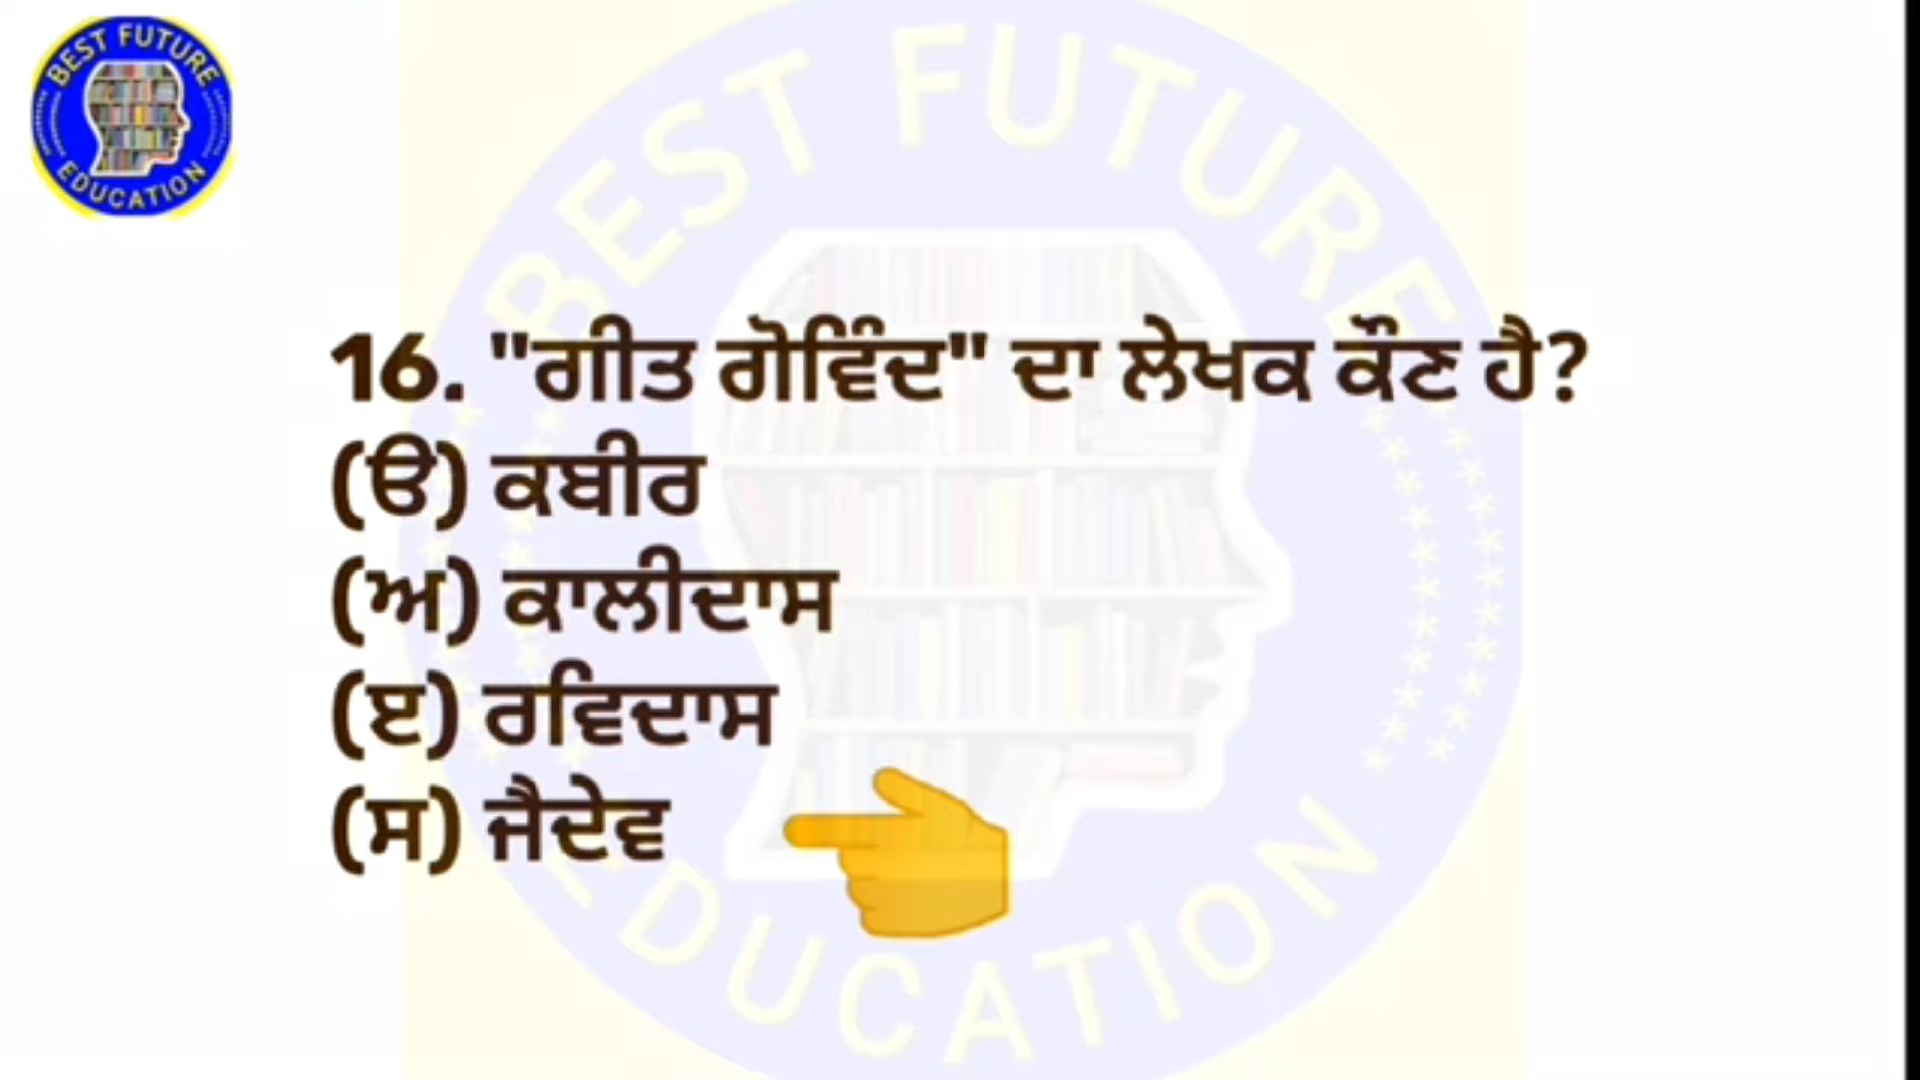 BEST FUTURE
EDUCATION
BEST FUTURE
16. "ਗੀਤ ਗੋਵਿੰਦ" ਦਾ ਲੇਖਕ ਕੌਣ ਹੈ?
(ੳ) ਕਬੀਰ
(ਅ) ਕਾਲੀਦਾਸ
(ੲ) ਰਵਿਦਾਸ
(ਸ) ਜੈਦੇਵ
EDUCATION